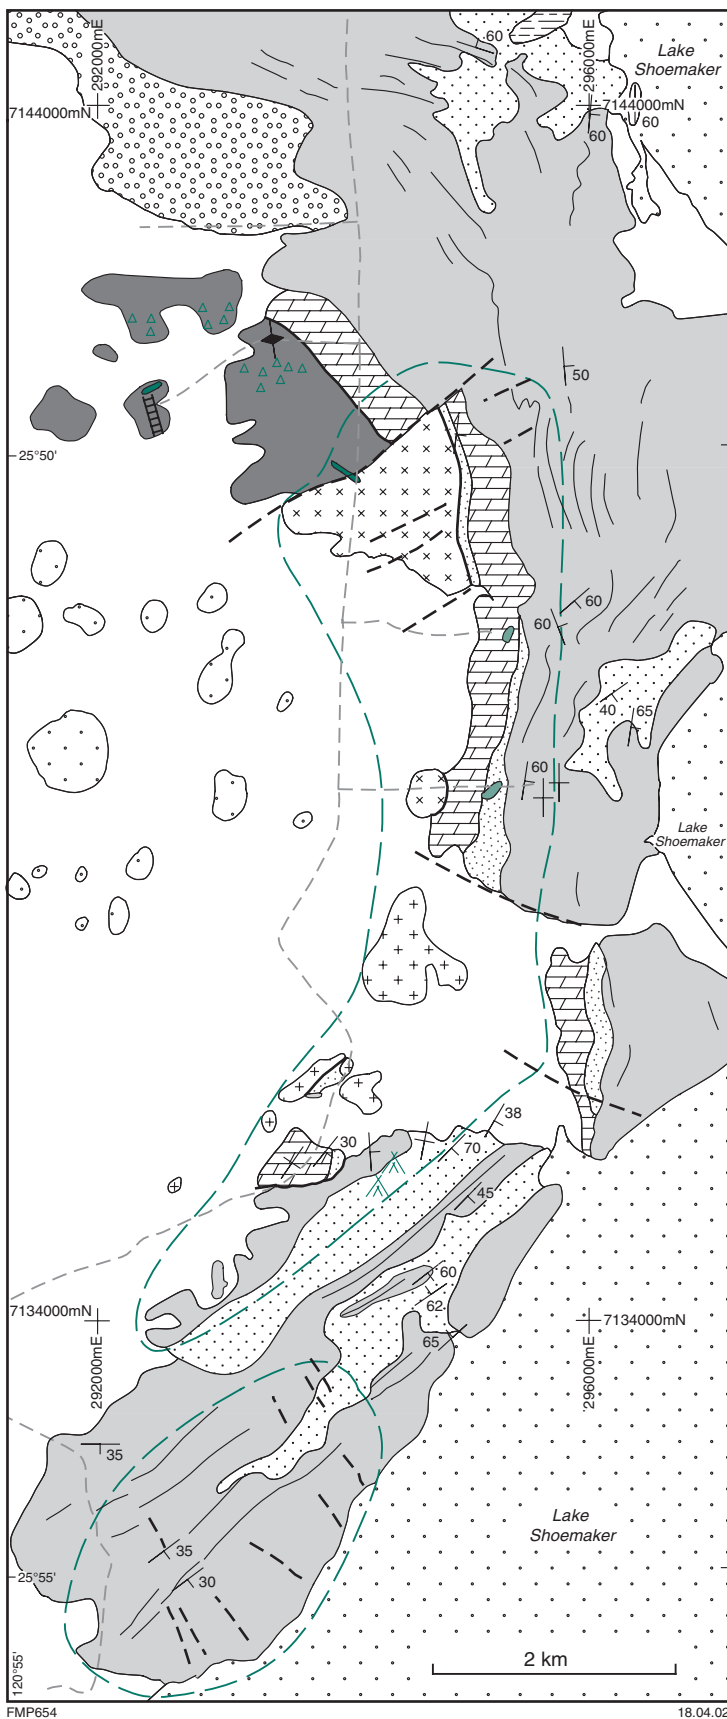 60
292000mE
296000mE
Lake
Shoemaker
7144000mN
7144000mN
60
60
50
25°50'
60
60
40
65
60
Lake
Shoemaker
38
30
70
45
60
7134000mN
62
7134000mN
65
292000mE
296000mE
35
Lake
Shoemaker
35
25°55'
30
120°55'
2 km
FMP654
18.04.02